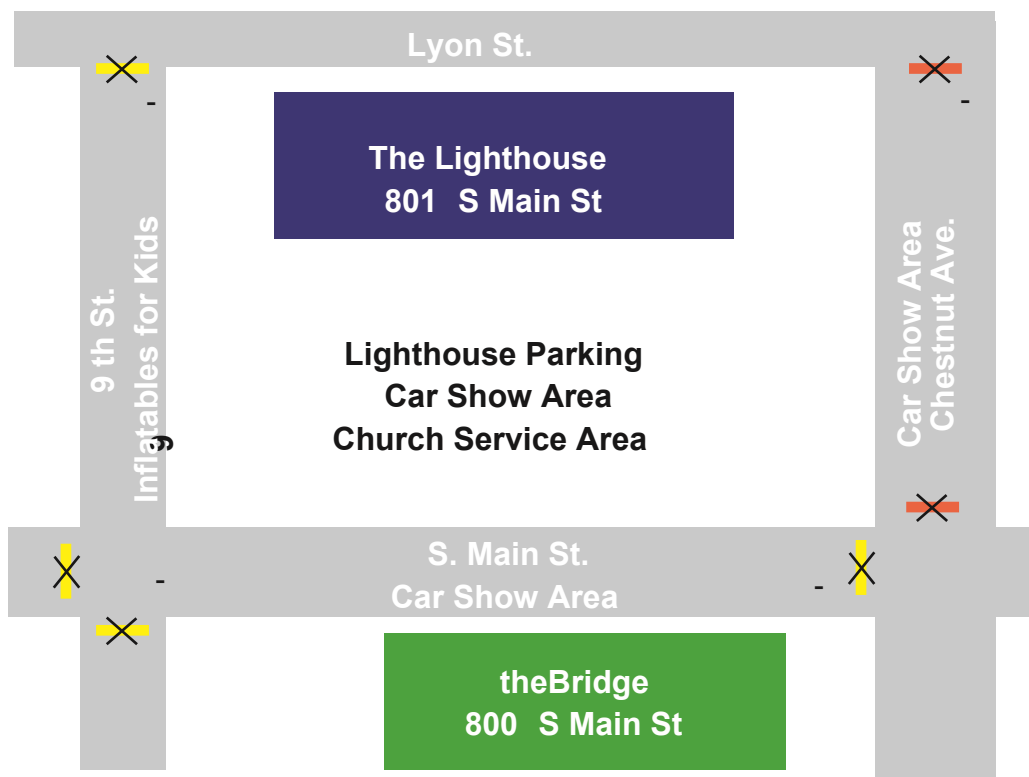 Lyon St.
The Lighthouse
801 S Main St
9 th St.
Inflatables for Kids
9
Lighthouse Parking
Car Show Area
Church Service Area
Car Show Area
Chestnut Ave.
S. Main St.
Car Show Area
theBridge
800 S Main St